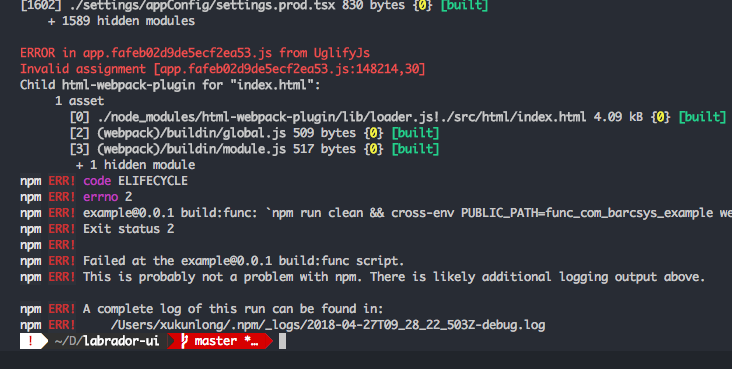 [1602] ./settings/appConfig/settings.prod.tsx 830 bytes {0} [built]
+ 1589 hidden modules
ERROR in app.fafeb02d9de5ecf2ea53.js from UglifyJs
Invalid assignment [app.fafeb02d9de5ecf2ea53.js:148214,30]
Child html-webpack-plugin for "index.html":
1 asset
[0] ./node_modules/html-webpack-plugin/lib/loader.js!./src/html/index.html 4.09 kB {0} [built]
[2] (webpack)/buildin/global.js 509 bytes {0} [built]
[3] (webpack)/buildin/module.js 517 bytes {0} [built]
+ 1 hidden module
npm ERR! code ELIFECYCLE
npm ERR! errno 2
npm ERR! example@0.0.1 build:func: `npm run clean && cross-env PUBLIC_PATH=func_com_barcsys_example we
npm ERR! Exit status 2
npm ERR!
npm ERR! Failed at the example@0.0.1 build:func script.
npm ERR! This is probably not a problem with npm. There is likely additional logging output above.
npm ERR! A complete log of this run can be found in:
npm ERR! /Users/xukunlong/.npm/_logs/2018-04-27T09_28_22_503Z-debug.log
! ~/D/labrador-ui master *…